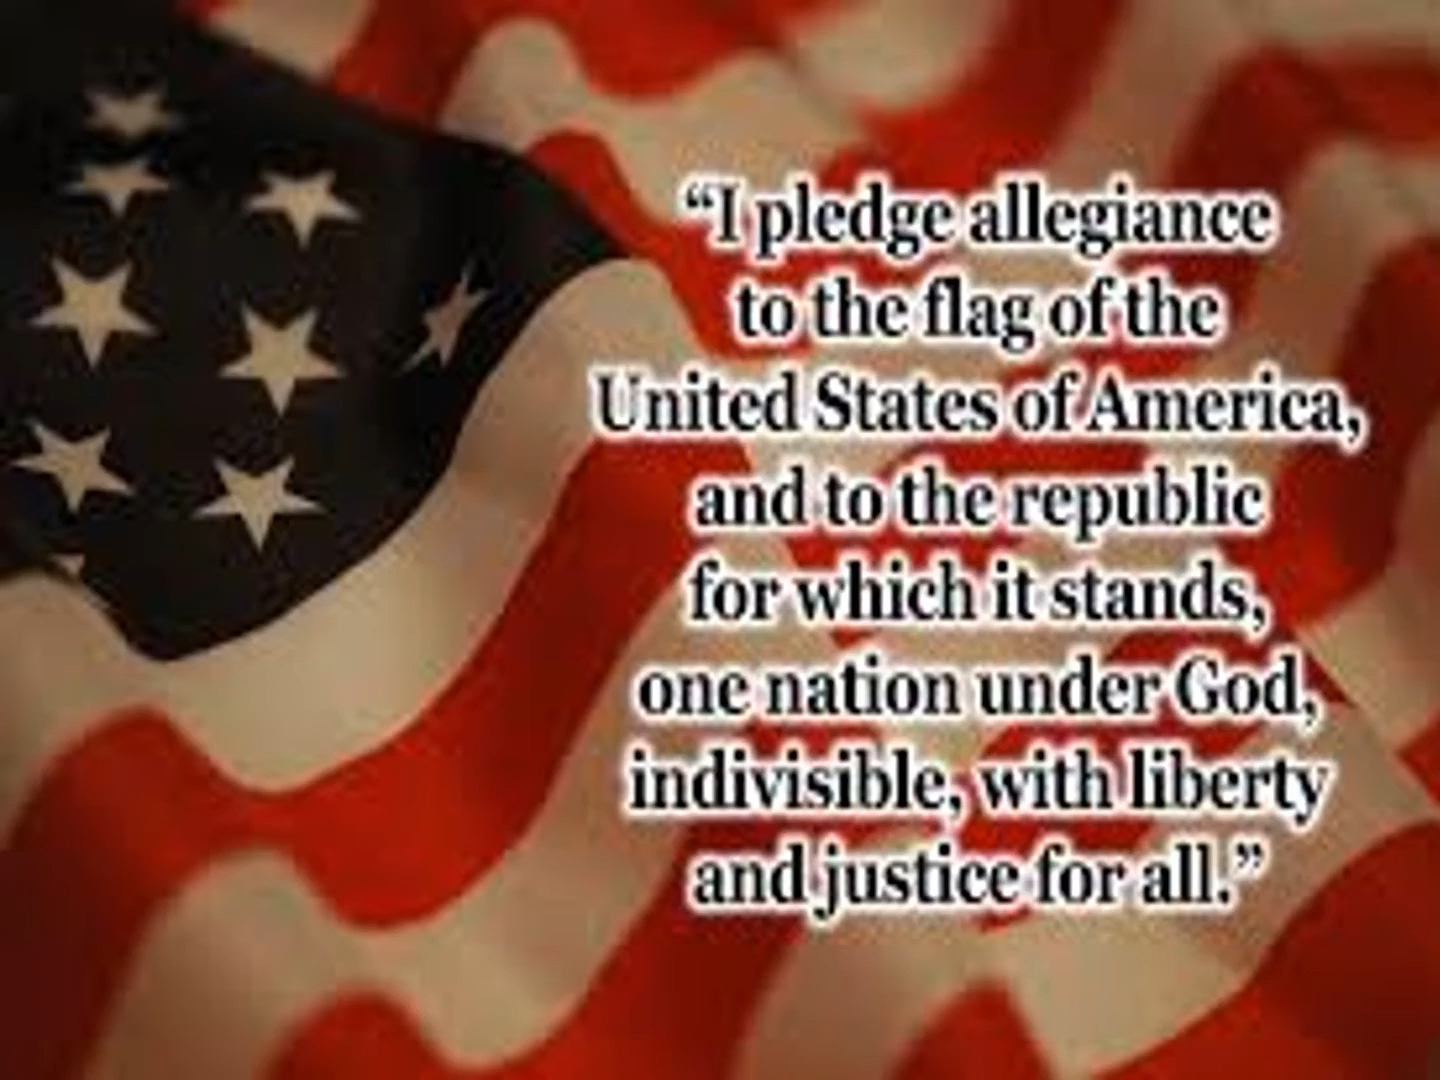 “I pledge allegiance
to the flag of the
United States of America,
and to the republic
for which it stands,
one nation under God,
indivisible, with liberty
and justice for all.”